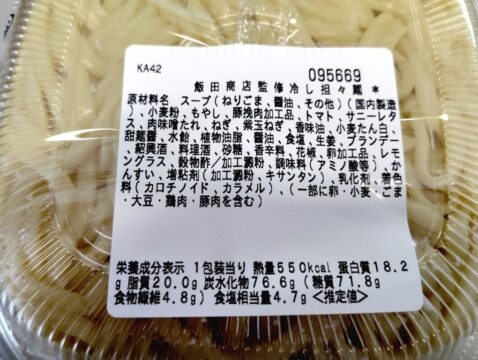 KA42
095669
飯田商店監修冷し担々麺＊
原材料名 スープ(ねりごま、醤油、その他)(国内製造
)、小麦粉、もやし、豚挽肉加工品、トマト、サニーレタ
ス、肉味噌たれ、ねぎ、紫玉ねぎ、香味油、小麦たん白、
甜麺醤、水飴、植物油脂、醤油、食塩、生姜、ブランデー
、紹興酒、料理酒、砂糖、香辛料、花椒、卵加工品、レモ
ングラス、穀物酢／加工澱粉、調味料(アミノ酸等)、か
んすい、増粘剤(加工澱粉、キサンタン)、乳化剤、着色
料(カロチノイド、カラメル)、(一部に卵・小麦・ごま
・大豆・鶏肉・豚肉を含む)
栄養成分表示 1包装当り 熱量550kcal 蛋白質18.2
g 脂質20.0g 炭水化物76.6g (糖質71.8g
食物繊維4.8g) 食塩相当量4.7g <推定値>